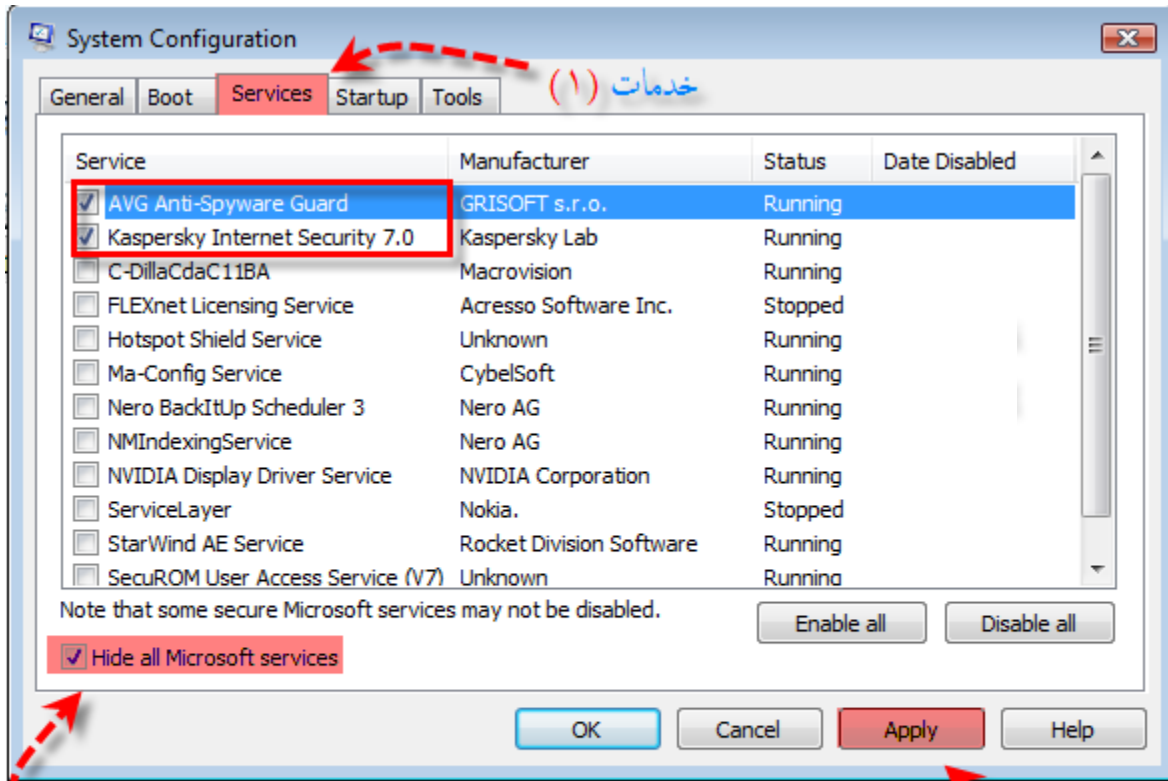 System Configuration
خدمات (١)
General Boot Services Startup Tools
Service Manufacturer Status Date Disabled
AVG Anti-Spyware Guard GRISOFT s.r.o. Running
Kaspersky Internet Security 7.0 Kaspersky Lab Running
C-DillaCdaC11BA Macrovision Running
FLEXnet Licensing Service Acresso Software Inc. Stopped
Hotspot Shield Service Unknown Running
Ma-Config Service CybelSoft Running
Nero BackItUp Scheduler 3 Nero AG Running
NMIndexingService Nero AG Running
NVIDIA Display Driver Service NVIDIA Corporation Running
ServiceLayer Nokia. Stopped
StarWind AE Service Rocket Division Software Running
SecuROM User Access Service (V7) Unknown Running
Note that some secure Microsoft services may not be disabled.
Enable all Disable all
Hide all Microsoft services
OK Cancel Apply Help